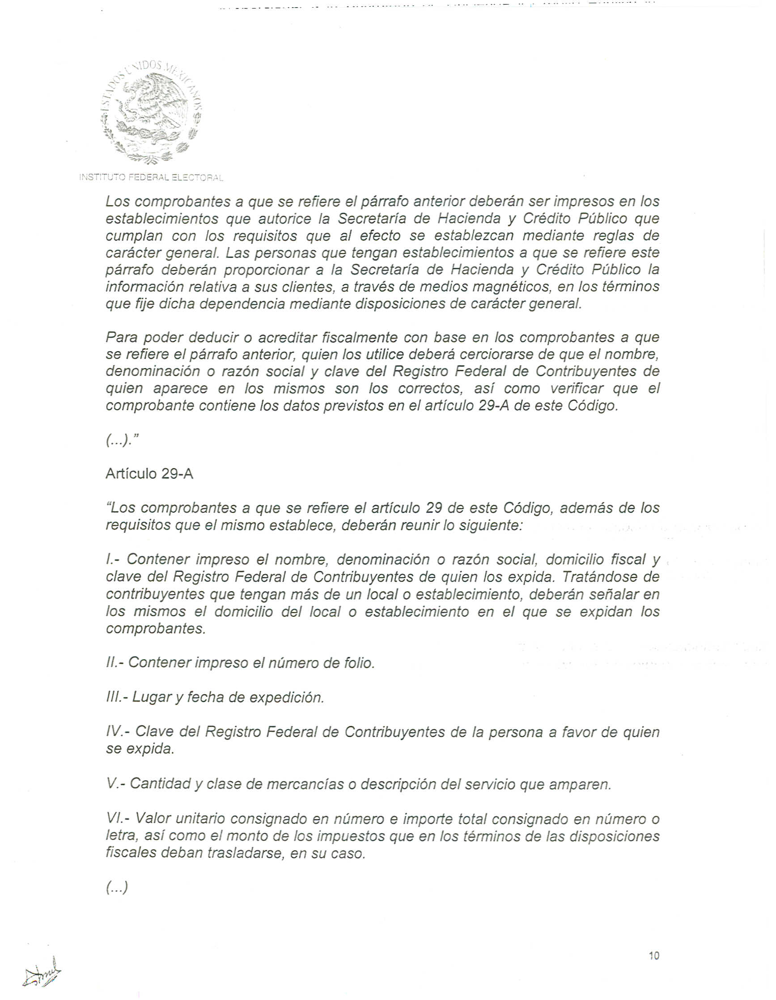 ESTADOS UNIDOS MEXICANOS
INSTITUTO FEDERAL ELECTORAL
Los comprobantes a que se refiere el párrafo anterior deberán ser impresos en los
establecimientos que autorice la Secretaría de Hacienda y Crédito Público que
cumplan con los requisitos que al efecto se establezcan mediante reglas de
carácter general. Las personas que tengan establecimientos a que se refiere este
párrafo deberán proporcionar a la Secretaría de Hacienda y Crédito Público la
información relativa a sus clientes, a través de medios magnéticos, en los términos
que fije dicha dependencia mediante disposiciones de carácter general.
Para poder deducir o acreditar fiscalmente con base en los comprobantes a que
se refiere el párrafo anterior, quien los utilice deberá cerciorarse de que el nombre,
denominación o razón social y clave del Registro Federal de Contribuyentes de
quien aparece en los mismos son los correctos, así como verificar que el
comprobante contiene los datos previstos en el artículo 29-A de este Código.
(...)."
Artículo 29-A
“Los comprobantes a que se refiere el artículo 29 de este Código, además de los
requisitos que el mismo establece, deberán reunir lo siguiente:
I.- Contener impreso el nombre, denominación o razón social, domicilio fiscal y
clave del Registro Federal de Contribuyentes de quien los expida. Tratándose de
contribuyentes que tengan más de un local o establecimiento, deberán señalar en
los mismos el domicilio del local o establecimiento en el que se expidan los
comprobantes.
II.- Contener impreso el número de folio.
III.- Lugar y fecha de expedición.
IV.- Clave del Registro Federal de Contribuyentes de la persona a favor de quien
se expida.
V.- Cantidad y clase de mercancías o descripción del servicio que amparen.
VI.- Valor unitario consignado en número e importe total consignado en número o
letra, así como el monto de los impuestos que en los términos de las disposiciones
fiscales deban trasladarse, en su caso.
(...)
10